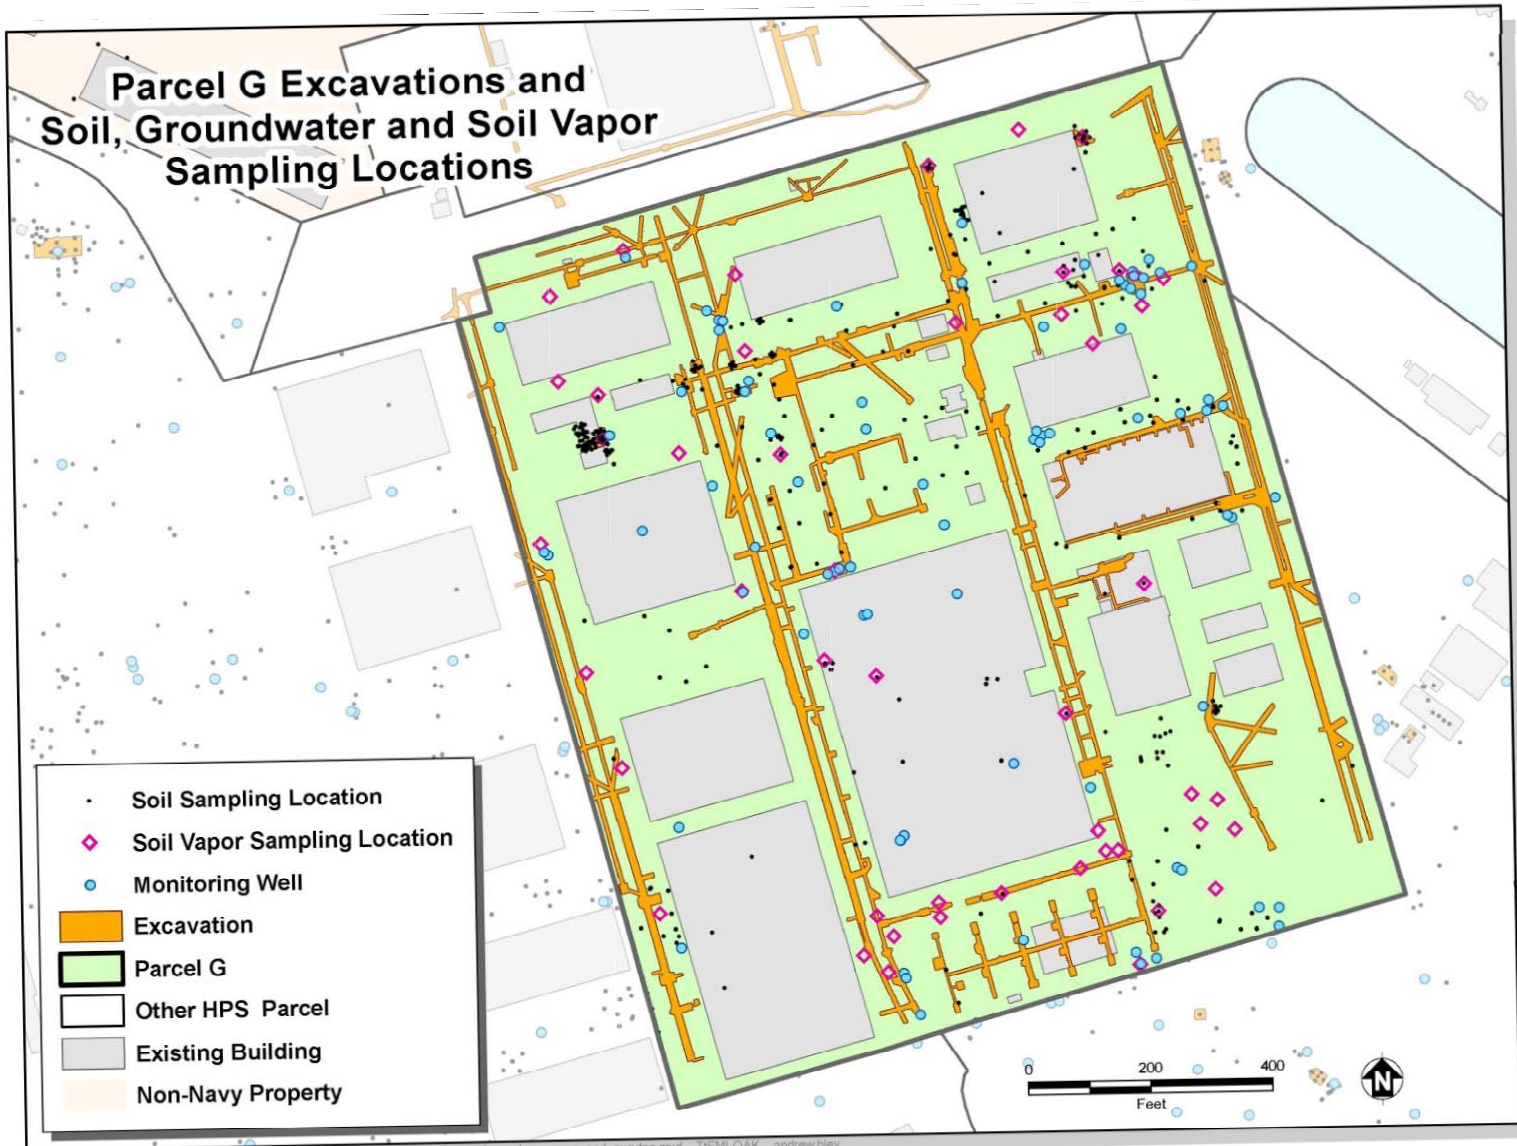 Parcel G Excavations and
Soil, Groundwater and Soil Vapor
Sampling Locations
Soil Sampling Location
Soil Vapor Sampling Location
Monitoring Well
Excavation
Parcel G
Other HPS Parcel
Existing Building
Non-Navy Property
0 200 400
Feet
N